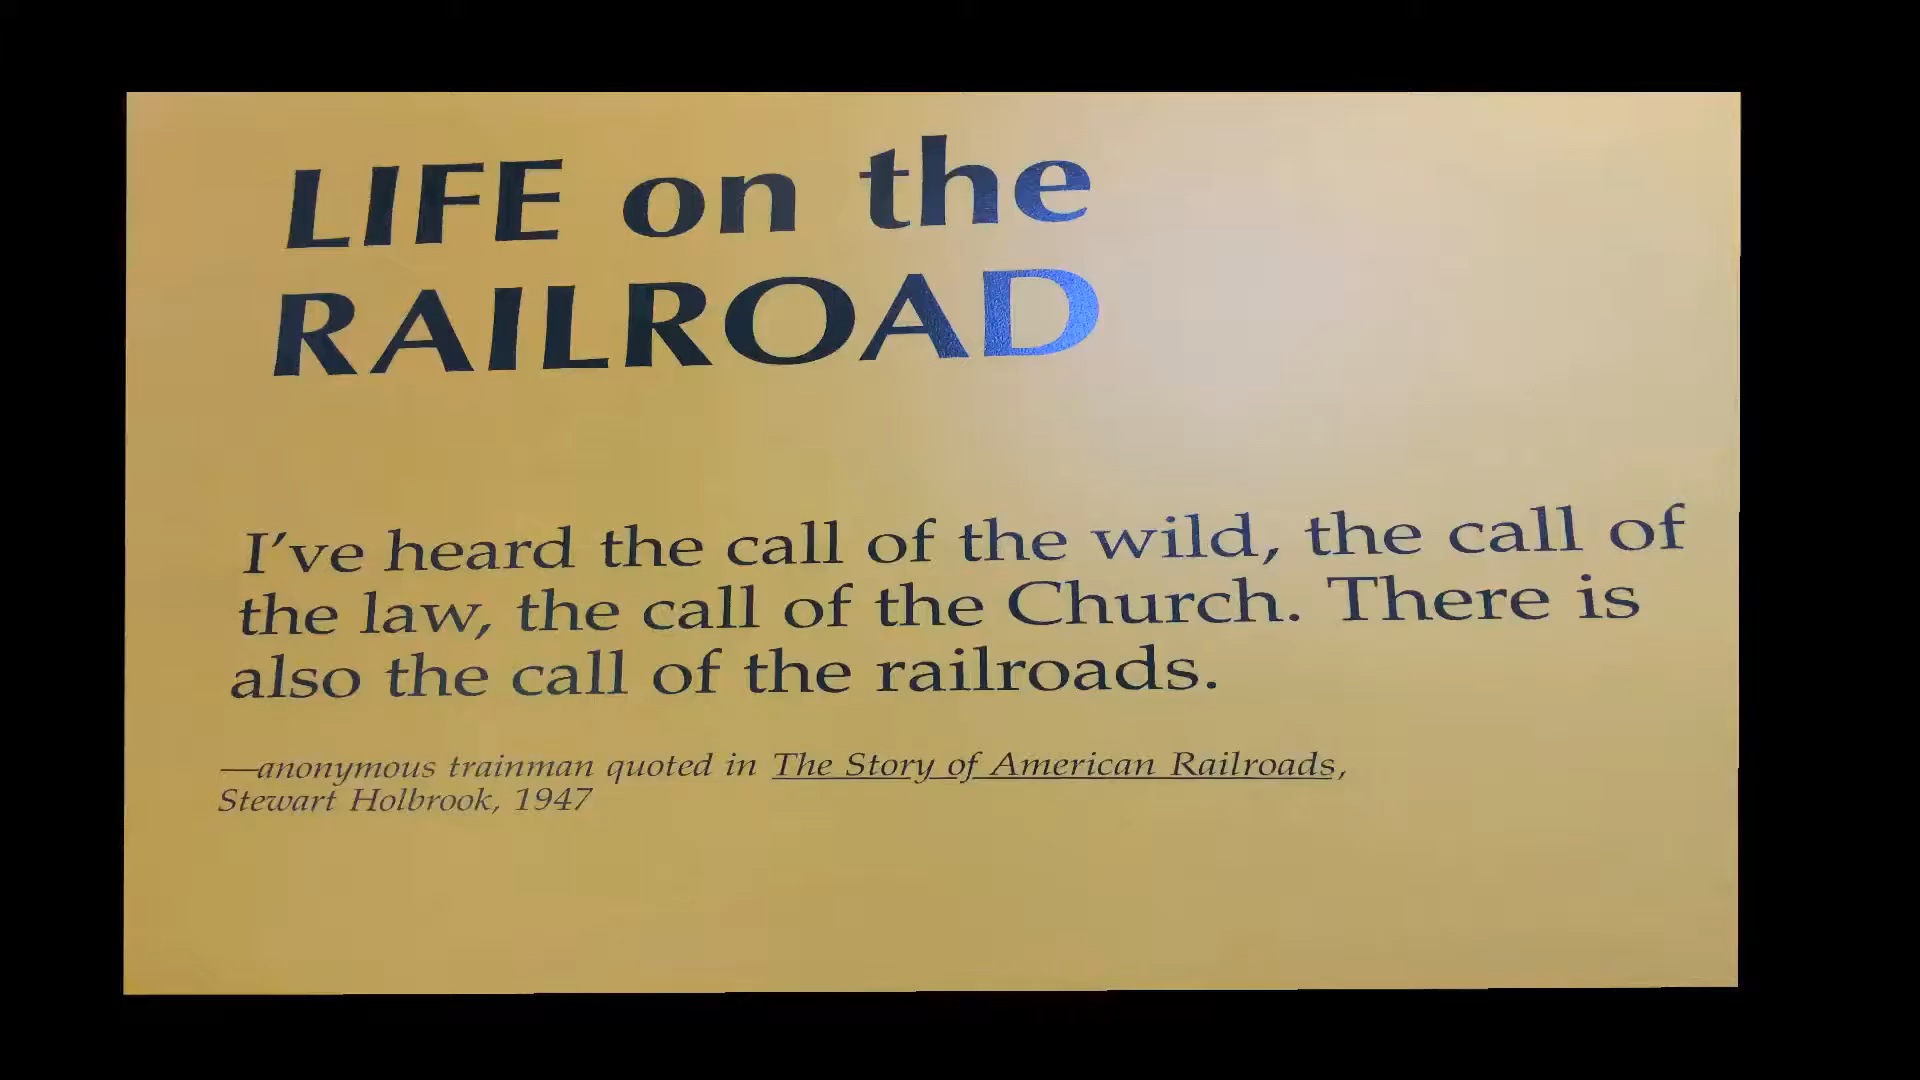 LIFE on the
RAILROAD
I've heard the call of the wild, the call of
the law, the call of the Church. There is
also the call of the railroads.
—anonymous trainman quoted in The Story of American Railroads,
Stewart Holbrook, 1947